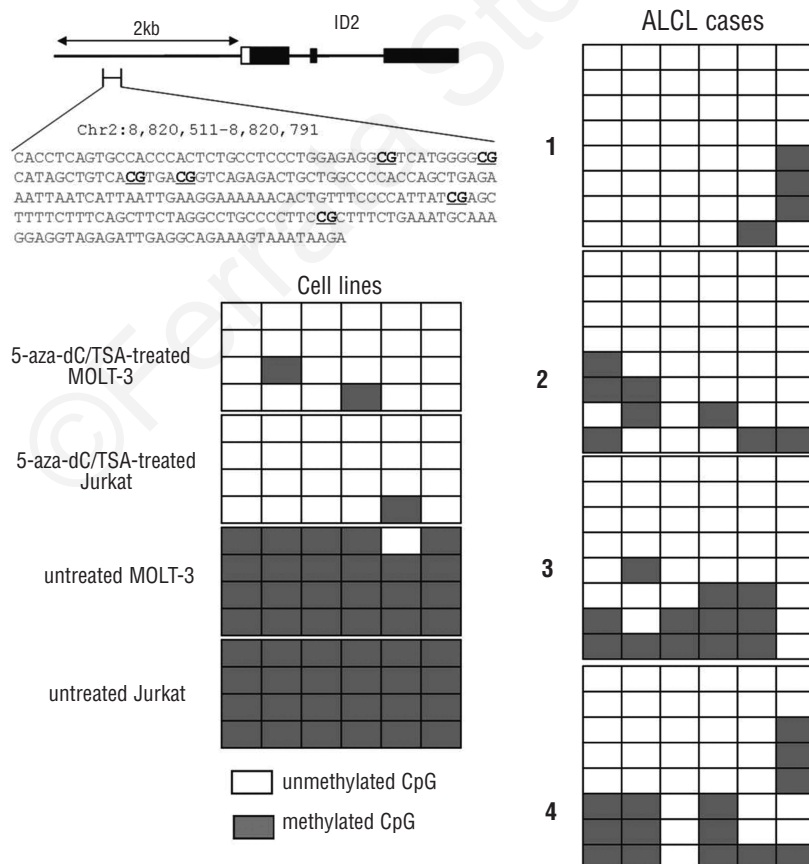 2kb
ID2
Chr2:8,820,511-8,820,791
CACCTCAGTGCCACCCACTCTGCCTCCCTGGAGAGGCGTCATGGGGCG
CATAGCTGTCACGTGACGGTCAGAGACTGCTGGCCCCACCAGCTGAGA
AATTAATCATTAATTGAAGGAAAAAACACTGTTTCCCCATTATCGAGC
TTTTCTTTCAGCTTCTAGGCCTGCCCCTTCCGCTTTCTGAAATGCAAA
GGAGGTAGAGATTGAGGCAGAAAGTAAATAAGA
Cell lines
5-aza-dC/TSA-treated
MOLT-3
5-aza-dC/TSA-treated
Jurkat
untreated MOLT-3
untreated Jurkat
unmethylated CpG
methylated CpG
ALCL cases
1
2
3
4